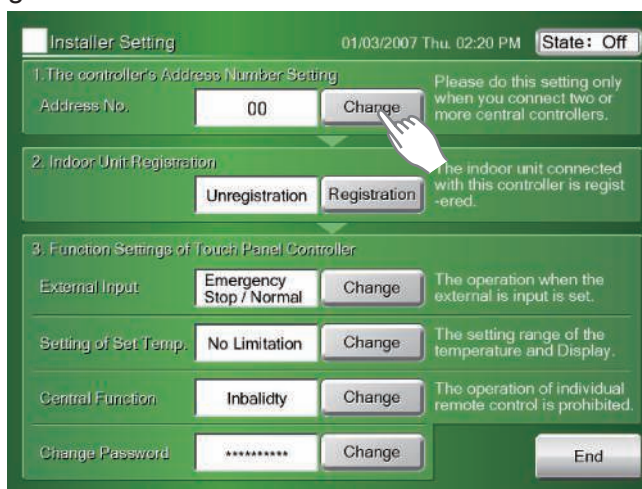 g
Installer Setting 01/03/2007 Thu. 02:20 PM State: Off
1.The controller's Address Number Setting
Address No. 00 Change
Please do this setting only
when you connect two or
more central controllers.
2. Indoor Unit Registration
Unregistration Registration
The indoor unit connected
with this controller is regist
-ered.
3. Function Settings of Touch Panel Controller
External Input
Emergency
Stop / Normal
Change
The operation when the
external is input is set.
Setting of Set Temp. No Limitation Change
The setting range of the
temperature and Display.
Central Function Inbalidty Change
The operation of individual
remote control is prohibited.
Change Password ********** Change
End